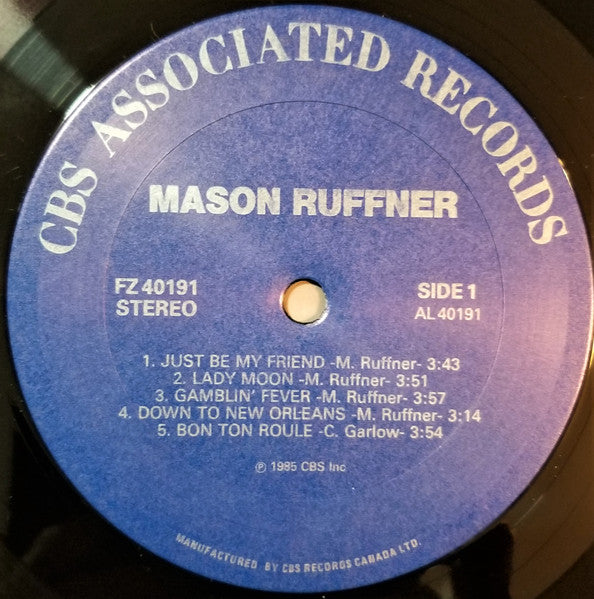 CBS ASSOCIATED RECORDS
MASON RUFFNER
FZ 40191
STEREO
SIDE 1
AL 40191
1. JUST BE MY FRIEND -M. Ruffner- 3:43
2. LADY MOON -M. Ruffner- 3:51
3. GAMBLIN' FEVER -M. Ruffner- 3:57
4. DOWN TO NEW ORLEANS -M. Ruffner- 3:14
5. BON TON ROULE -C. Garlow- 3:54
℗ 1985 CBS Inc
MANUFACTURED BY CBS RECORDS CANADA LTD.